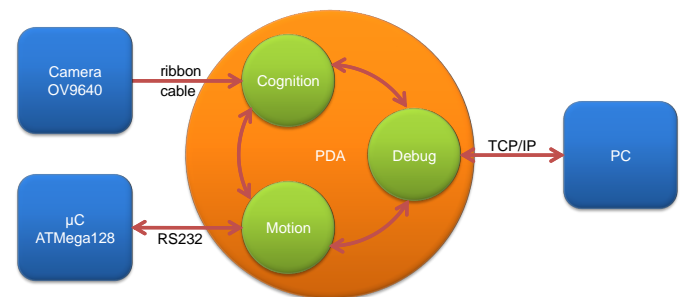 Camera
OV9640
ribbon
cable
Cognition
PDA
Debug
TCP/IP
PC
µC
ATMega128
RS232
Motion